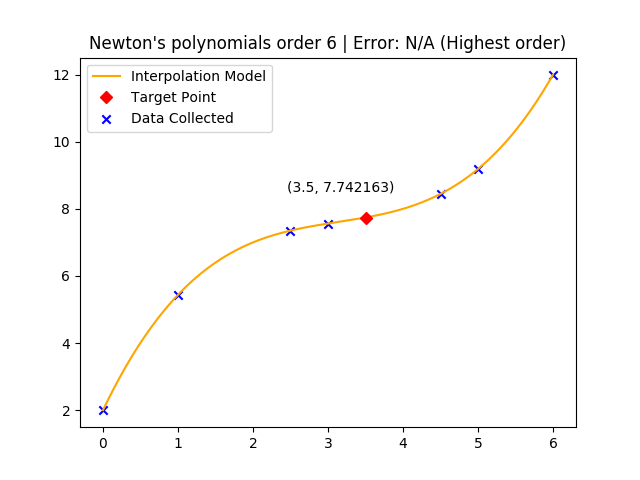 Newton's polynomials order 6 | Error: N/A (Highest order)
Interpolation Model
Target Point
Data Collected
(3.5, 7.742163)
12
10
8
6
4
2
0 1 2 3 4 5 6